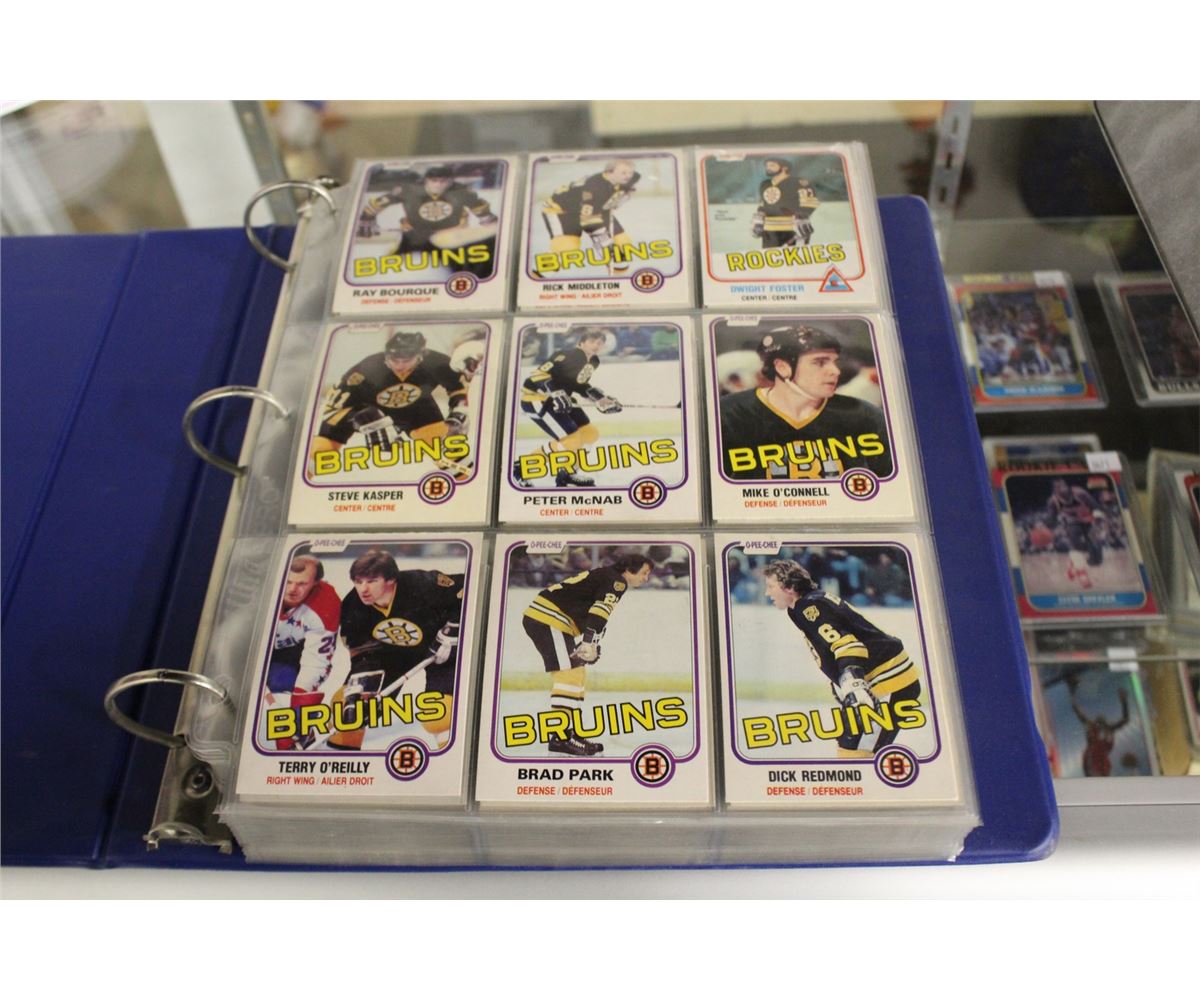 BRUINS
RAY BOURQUE
DEFENSE / DEFENSEUR
BRUINS
RICK MIDDLETON
RIGHT WING / AILIER DROIT
ROCKIES
DWIGHT FOSTER
CENTER / CENTRE
O-PEE-CHEE
BRUINS
STEVE KASPER
CENTER / CENTRE
O-PEE-CHEE
BRUINS
PETER McNAB
CENTER / CENTRE
O-PEE-CHEE
BRUINS
MIKE O'CONNELL
DEFENSE / DÉFENSEUR
O-PEE-CHEE
BRUINS
TERRY O'REILLY
RIGHT WING / AILIER DROIT
O-PEE-CHEE
BRUINS
BRAD PARK
DEFENSE / DÉFENSEUR
O-PEE-CHEE
BRUINS
DICK REDMOND
DEFENSE / DÉFENSEUR